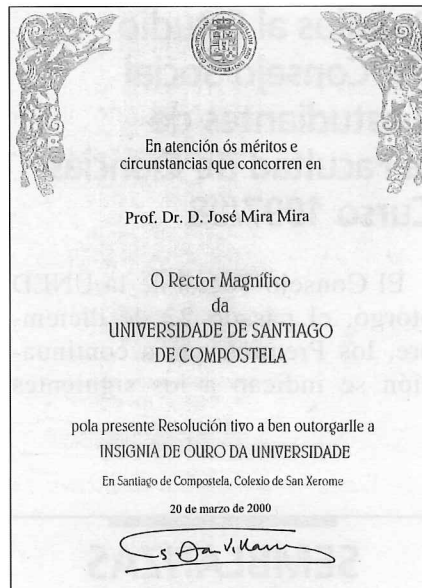 En atención ós méritos e
circunstancias que concorren en
Prof. Dr. D. José Mira Mira
O Rector Magnífico
da
UNIVERSIDADE DE SANTIAGO
DE COMPOSTELA
pola presente Resolución tivo a ben outorgarlle a
INSIGNIA DE OURO DA UNIVERSIDADE
En Santiago de Compostela, Colexio de San Xerome
20 de marzo de 2000